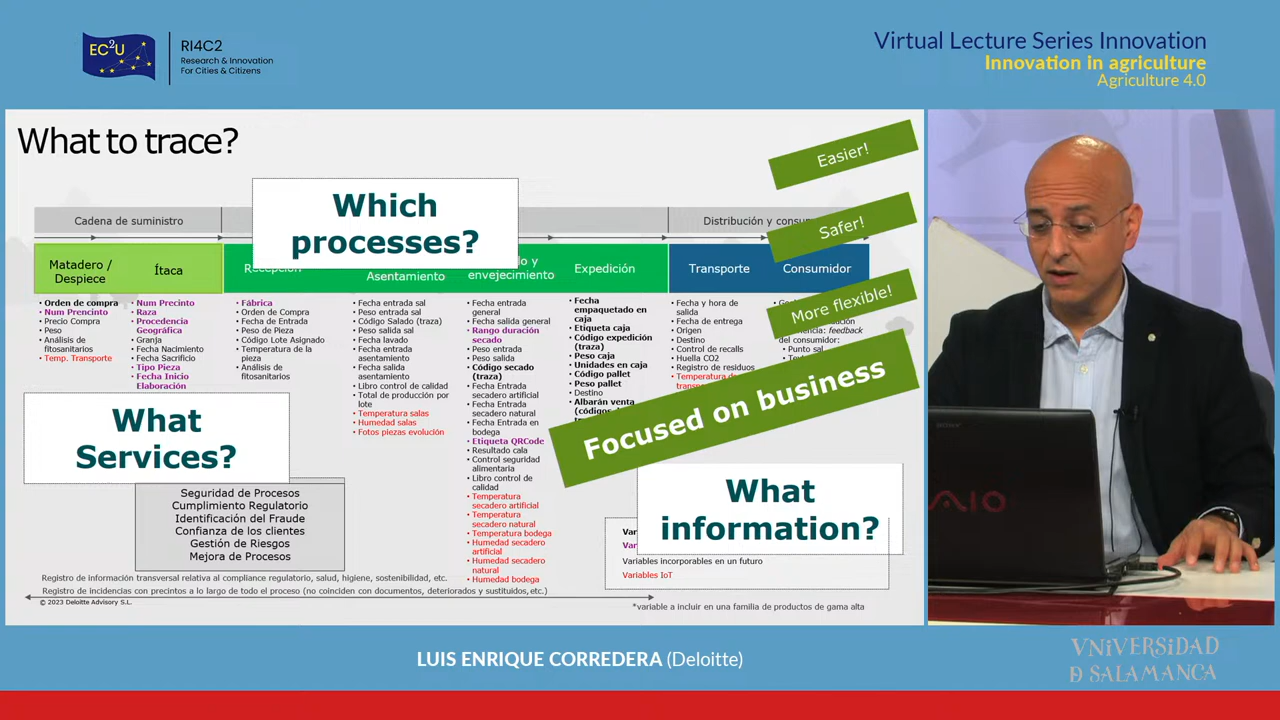 EC2U
RI4C2
Research & Innovation
For Cities & Citizens
Virtual Lecture Series Innovation
Innovation in agriculture
Agriculture 4.0
What to trace?
Easier!
Safer!
More flexible!
Focused on business
Which
processes?
Cadena de suministro
Distribución y
Matadero /
Despiece
Ítaca
Recepción
Asentamiento
y
envejecimiento
Expedición
Transporte
Consumidor
• Orden de compra
• Num Prencinto
• Precio Compra
• Peso
• Análisis de
fitosanitarios
• Temp. Transporte
• Num Precinto
• Raza
• Procedencia
Geográfica
• Granja
• Fecha Nacimiento
• Fecha Sacrificio
• Tipo Pieza
• Fecha Inicio
Elaboración
• Fábrica
• Orden de Compra
• Fecha de Entrada
• Peso de Pieza
• Código Lote Asignado
• Temperatura de la
pieza
• Análisis de
fitosanitarios
• Fecha entrada sal
• Peso entrada sal
• Código Salado (traza)
• Peso salida sal
• Fecha lavado
• Fecha entrada
asentamiento
• Fecha salida
asentamiento
• Libro control de calidad
• Total de producción por
lote
• Temperatura salas
• Humedad salas
• Fotos piezas evolución
• Fecha entrada
general
• Fecha salida general
• Rango duración
secado
• Peso entrada
• Peso salida
• Código secado
(traza)
• Fecha Entrada
secadero artificial
• Fecha Entrada
secadero natural
• Fecha Entrada en
bodega
• Etiqueta QRCode
• Resultado cala
• Control seguridad
alimentaria
• Libro control de
calidad
• Temperatura
secadero artificial
• Temperatura
secadero natural
• Temperatura bodega
• Humedad secadero
artificial
• Humedad secadero
natural
• Humedad bodega
• Fecha
empaquetado en
caja
• Etiqueta caja
• Código expedición
(traza)
• Peso caja
• Unidades en caja
• Código pallet
• Peso pallet
• Destino
• Albarán venta
• Fecha y hora de
salida
• Fecha de entrega
• Origen
• Destino
• Control de recalls
• Huella CO2
• Registro de residuos
feedback
del consumidor:
Punto sal
What
Services?
Seguridad de Procesos
Cumplimiento Regulatorio
Identificación del Fraude
Confianza de los clientes
Gestión de Riesgos
Mejora de Procesos
What
information?
Variables incorporables en un futuro
Variables IoT
Registro de información transversal relativa al compliance regulatorio, salud, higiene, sostenibilidad, etc.
Registro de incidencias con precintos a lo largo de todo el proceso (no coinciden con documentos, deteriorados y sustituidos, etc.)
© 2023 Deloitte Advisory S.L.
*variable a incluir en una familia de productos de gama alta
VAIO
LUIS ENRIQUE CORREDERA (Deloitte)
VNiVERSiDAD
D SALAMANCA